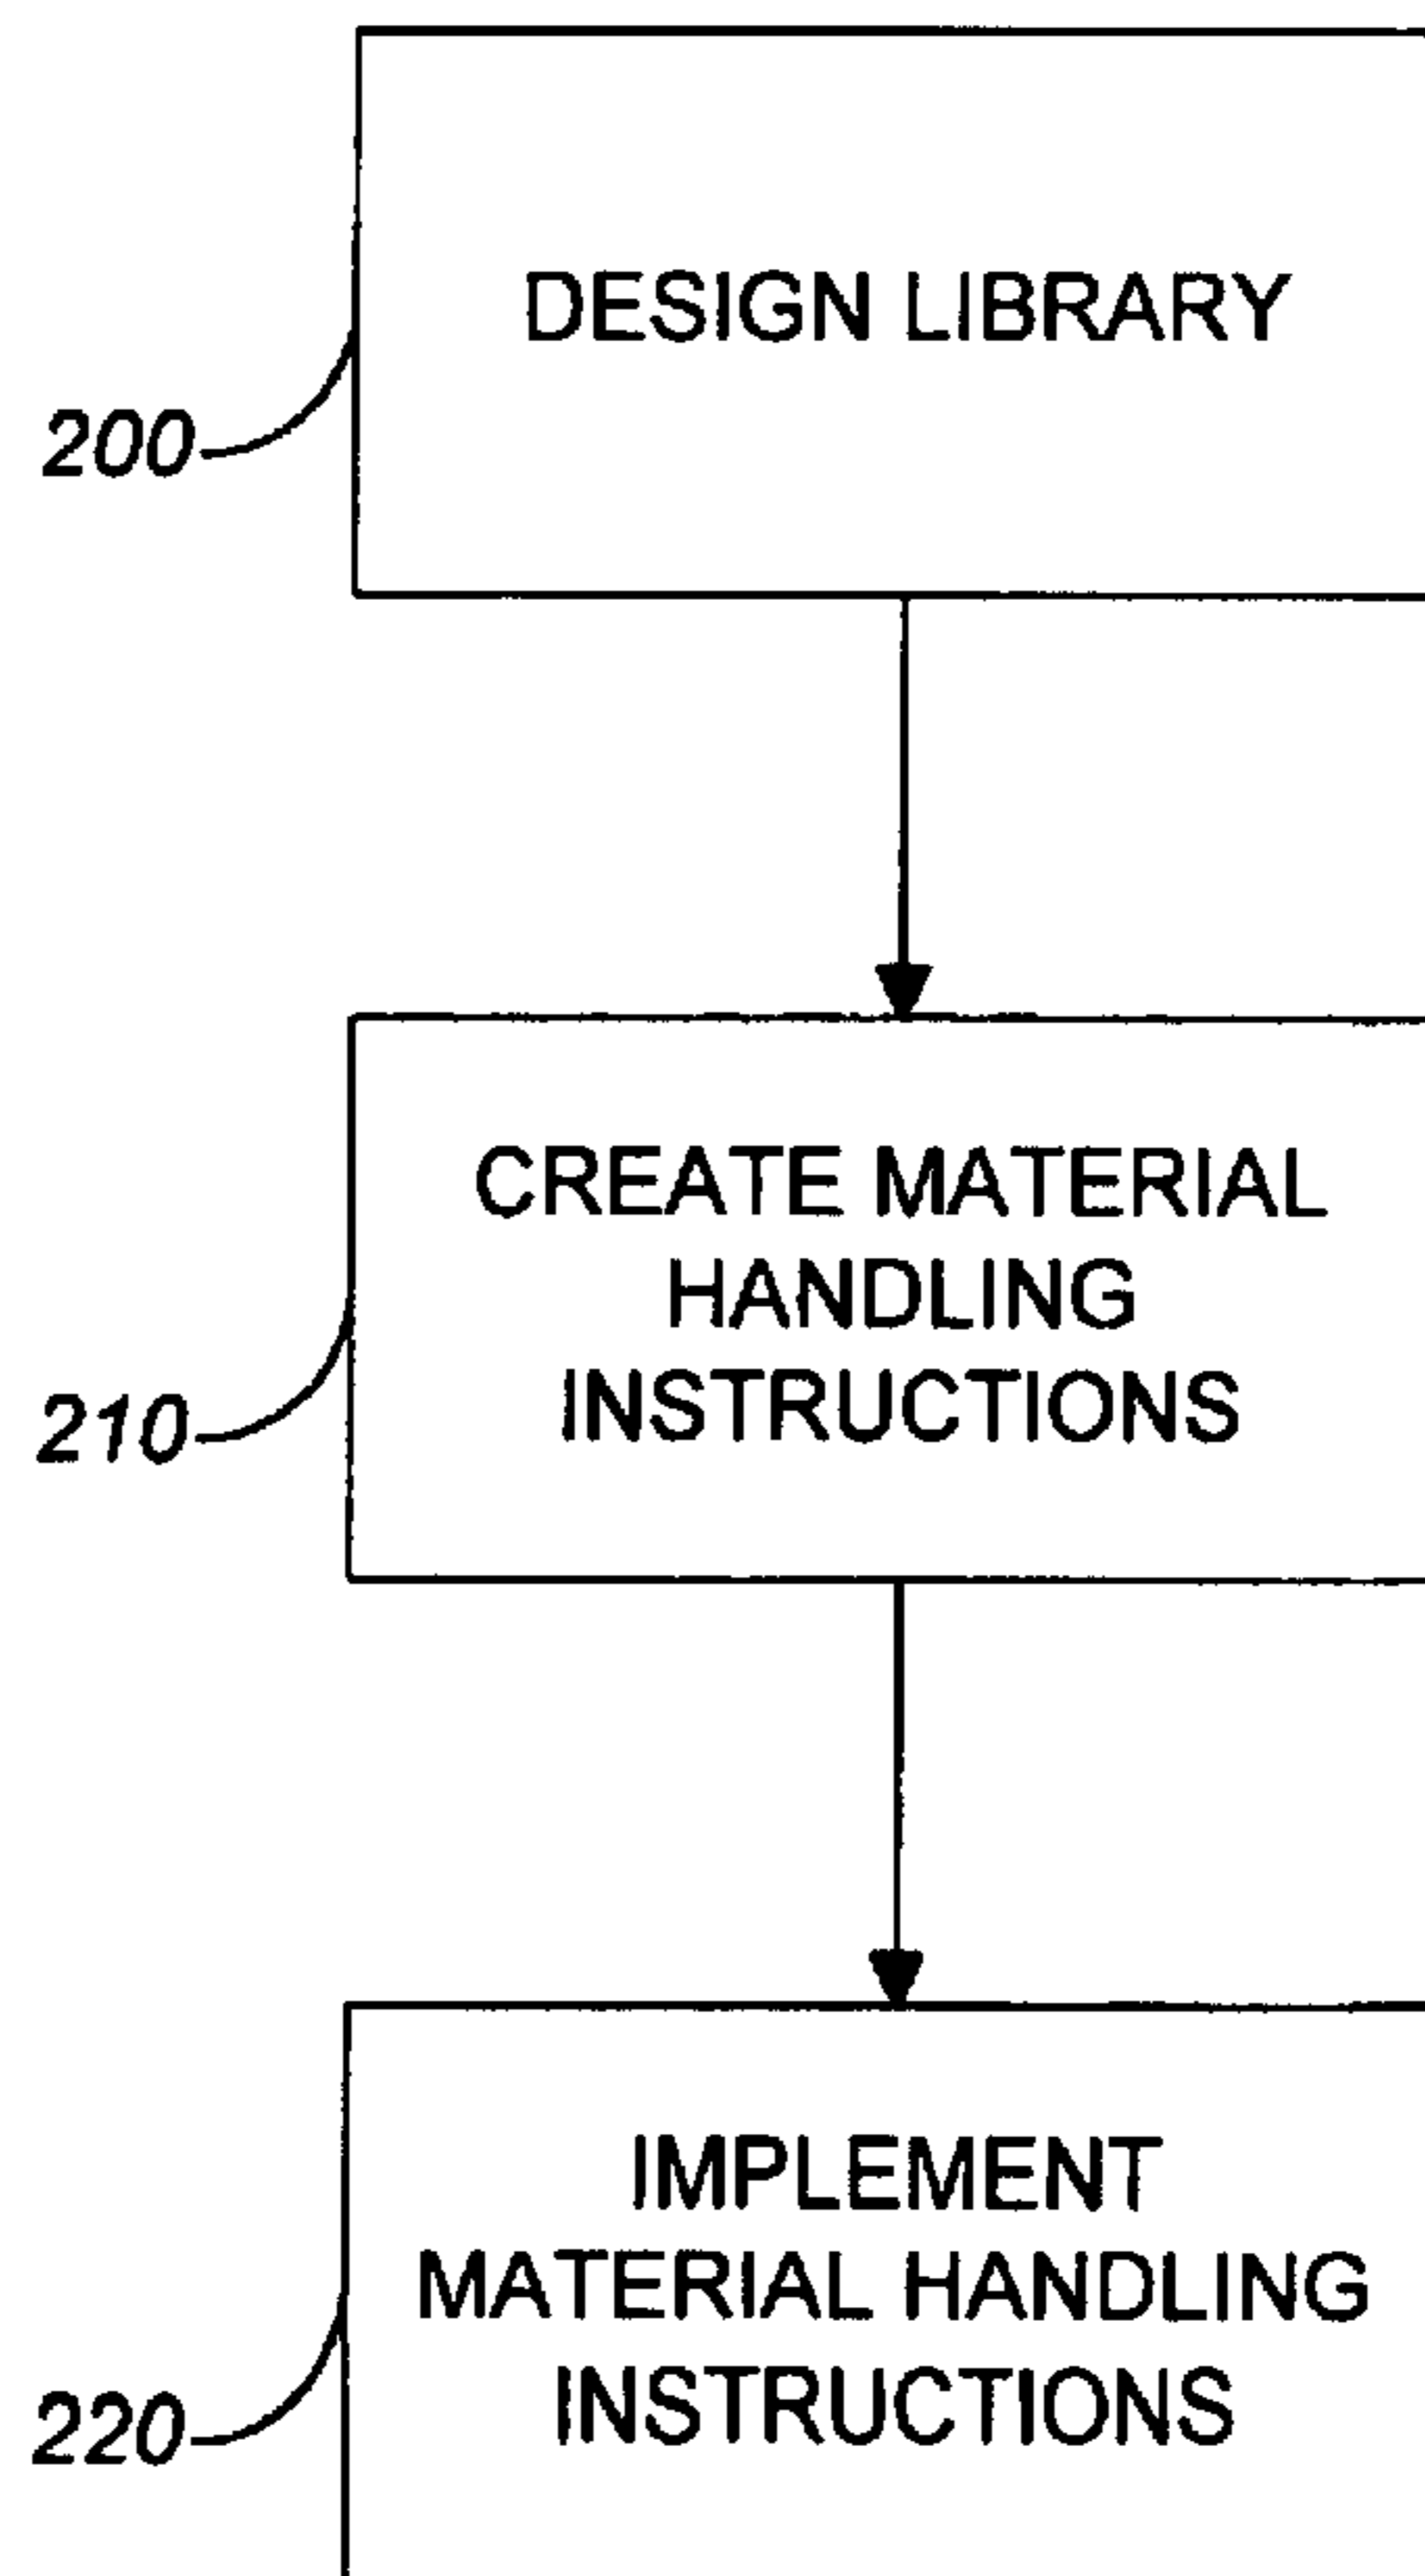 DESIGN LIBRARY
200
CREATE MATERIAL
HANDLING
INSTRUCTIONS
210
IMPLEMENT
MATERIAL HANDLING
INSTRUCTIONS
220